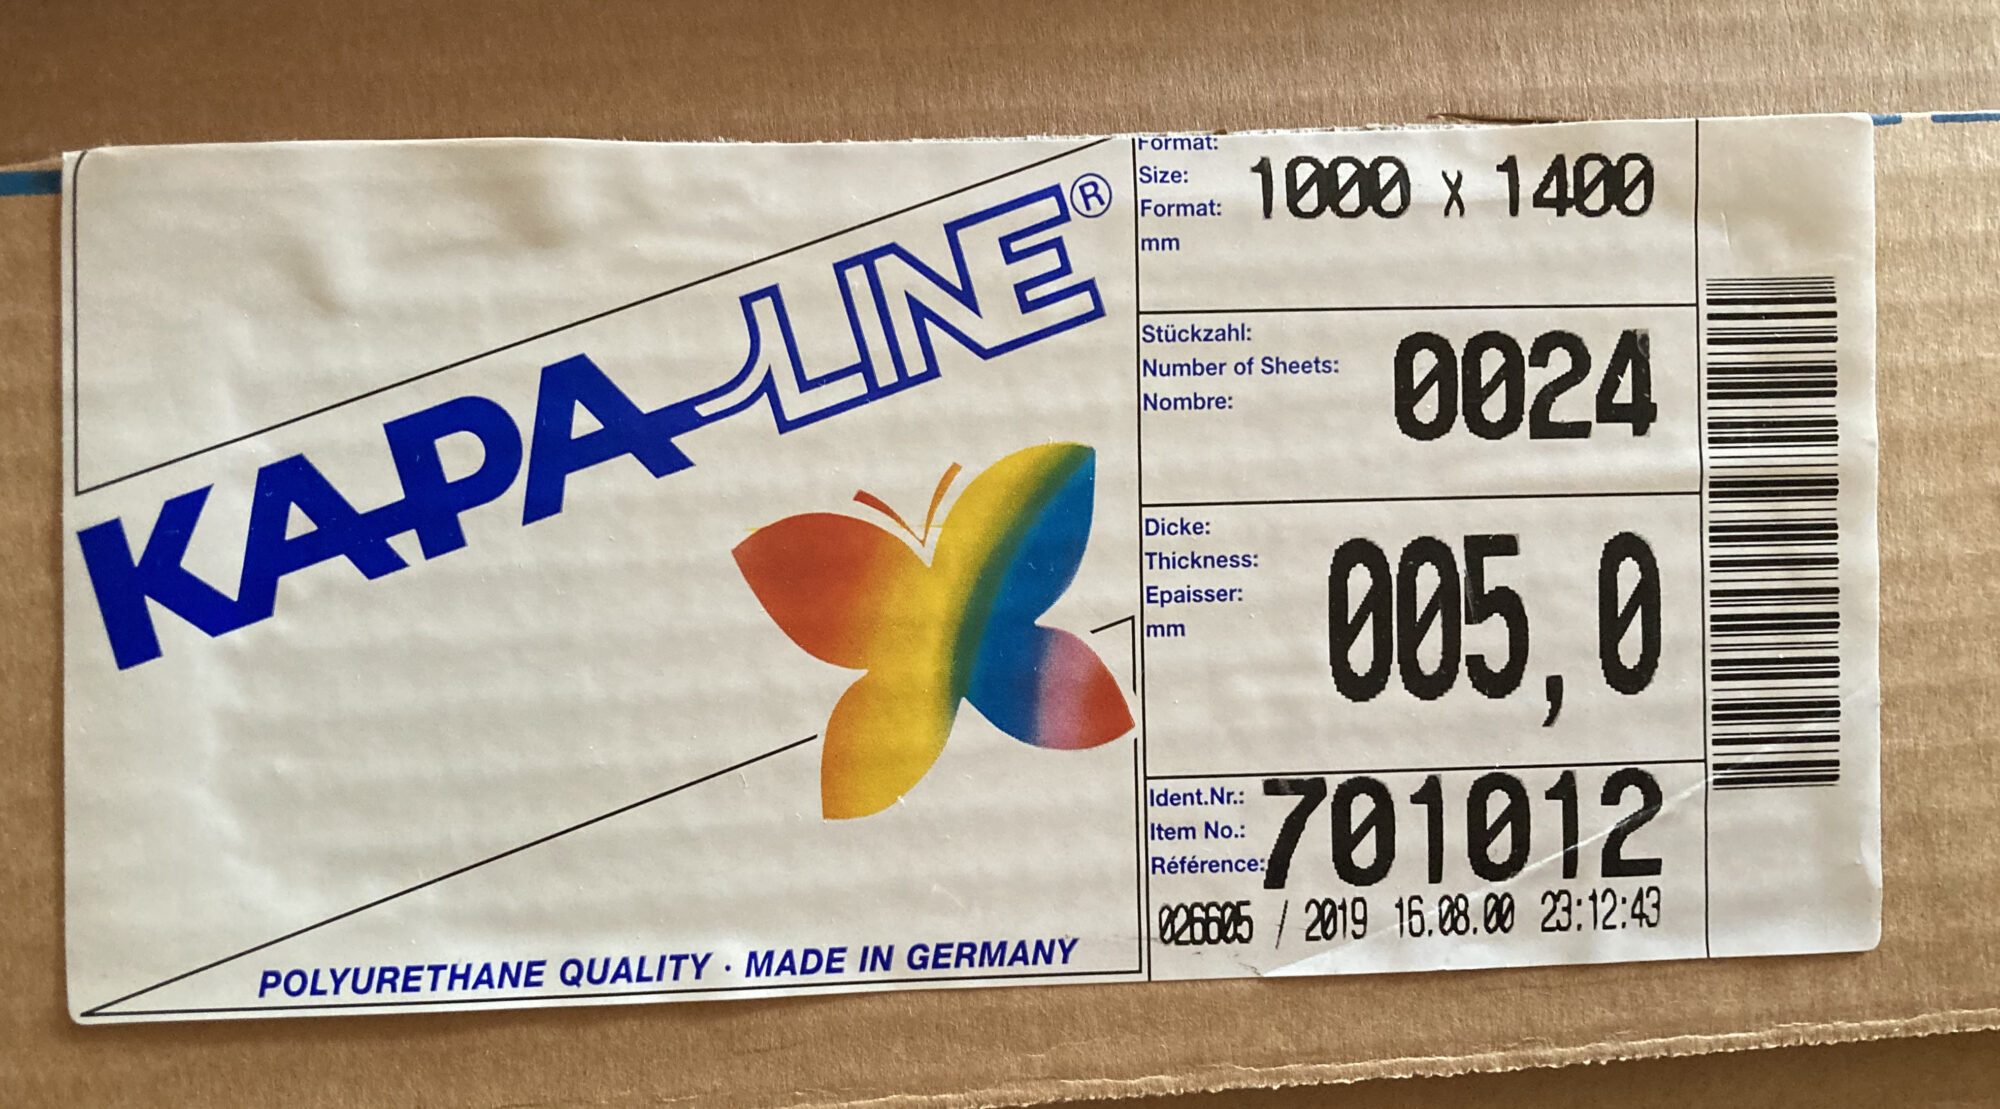 KAPA LINE®
POLYURETHANE QUALITY · MADE IN GERMANY
Format:
Size:
Format:
mm
1000 x 1400
Stückzahl:
Number of Sheets:
Nombre:
0024
Dicke:
Thickness:
Epaisser:
mm
005,0
Ident.Nr.:
Item No.:
Référence:
701012
026605 / 2019 16.08.00 23:12:43